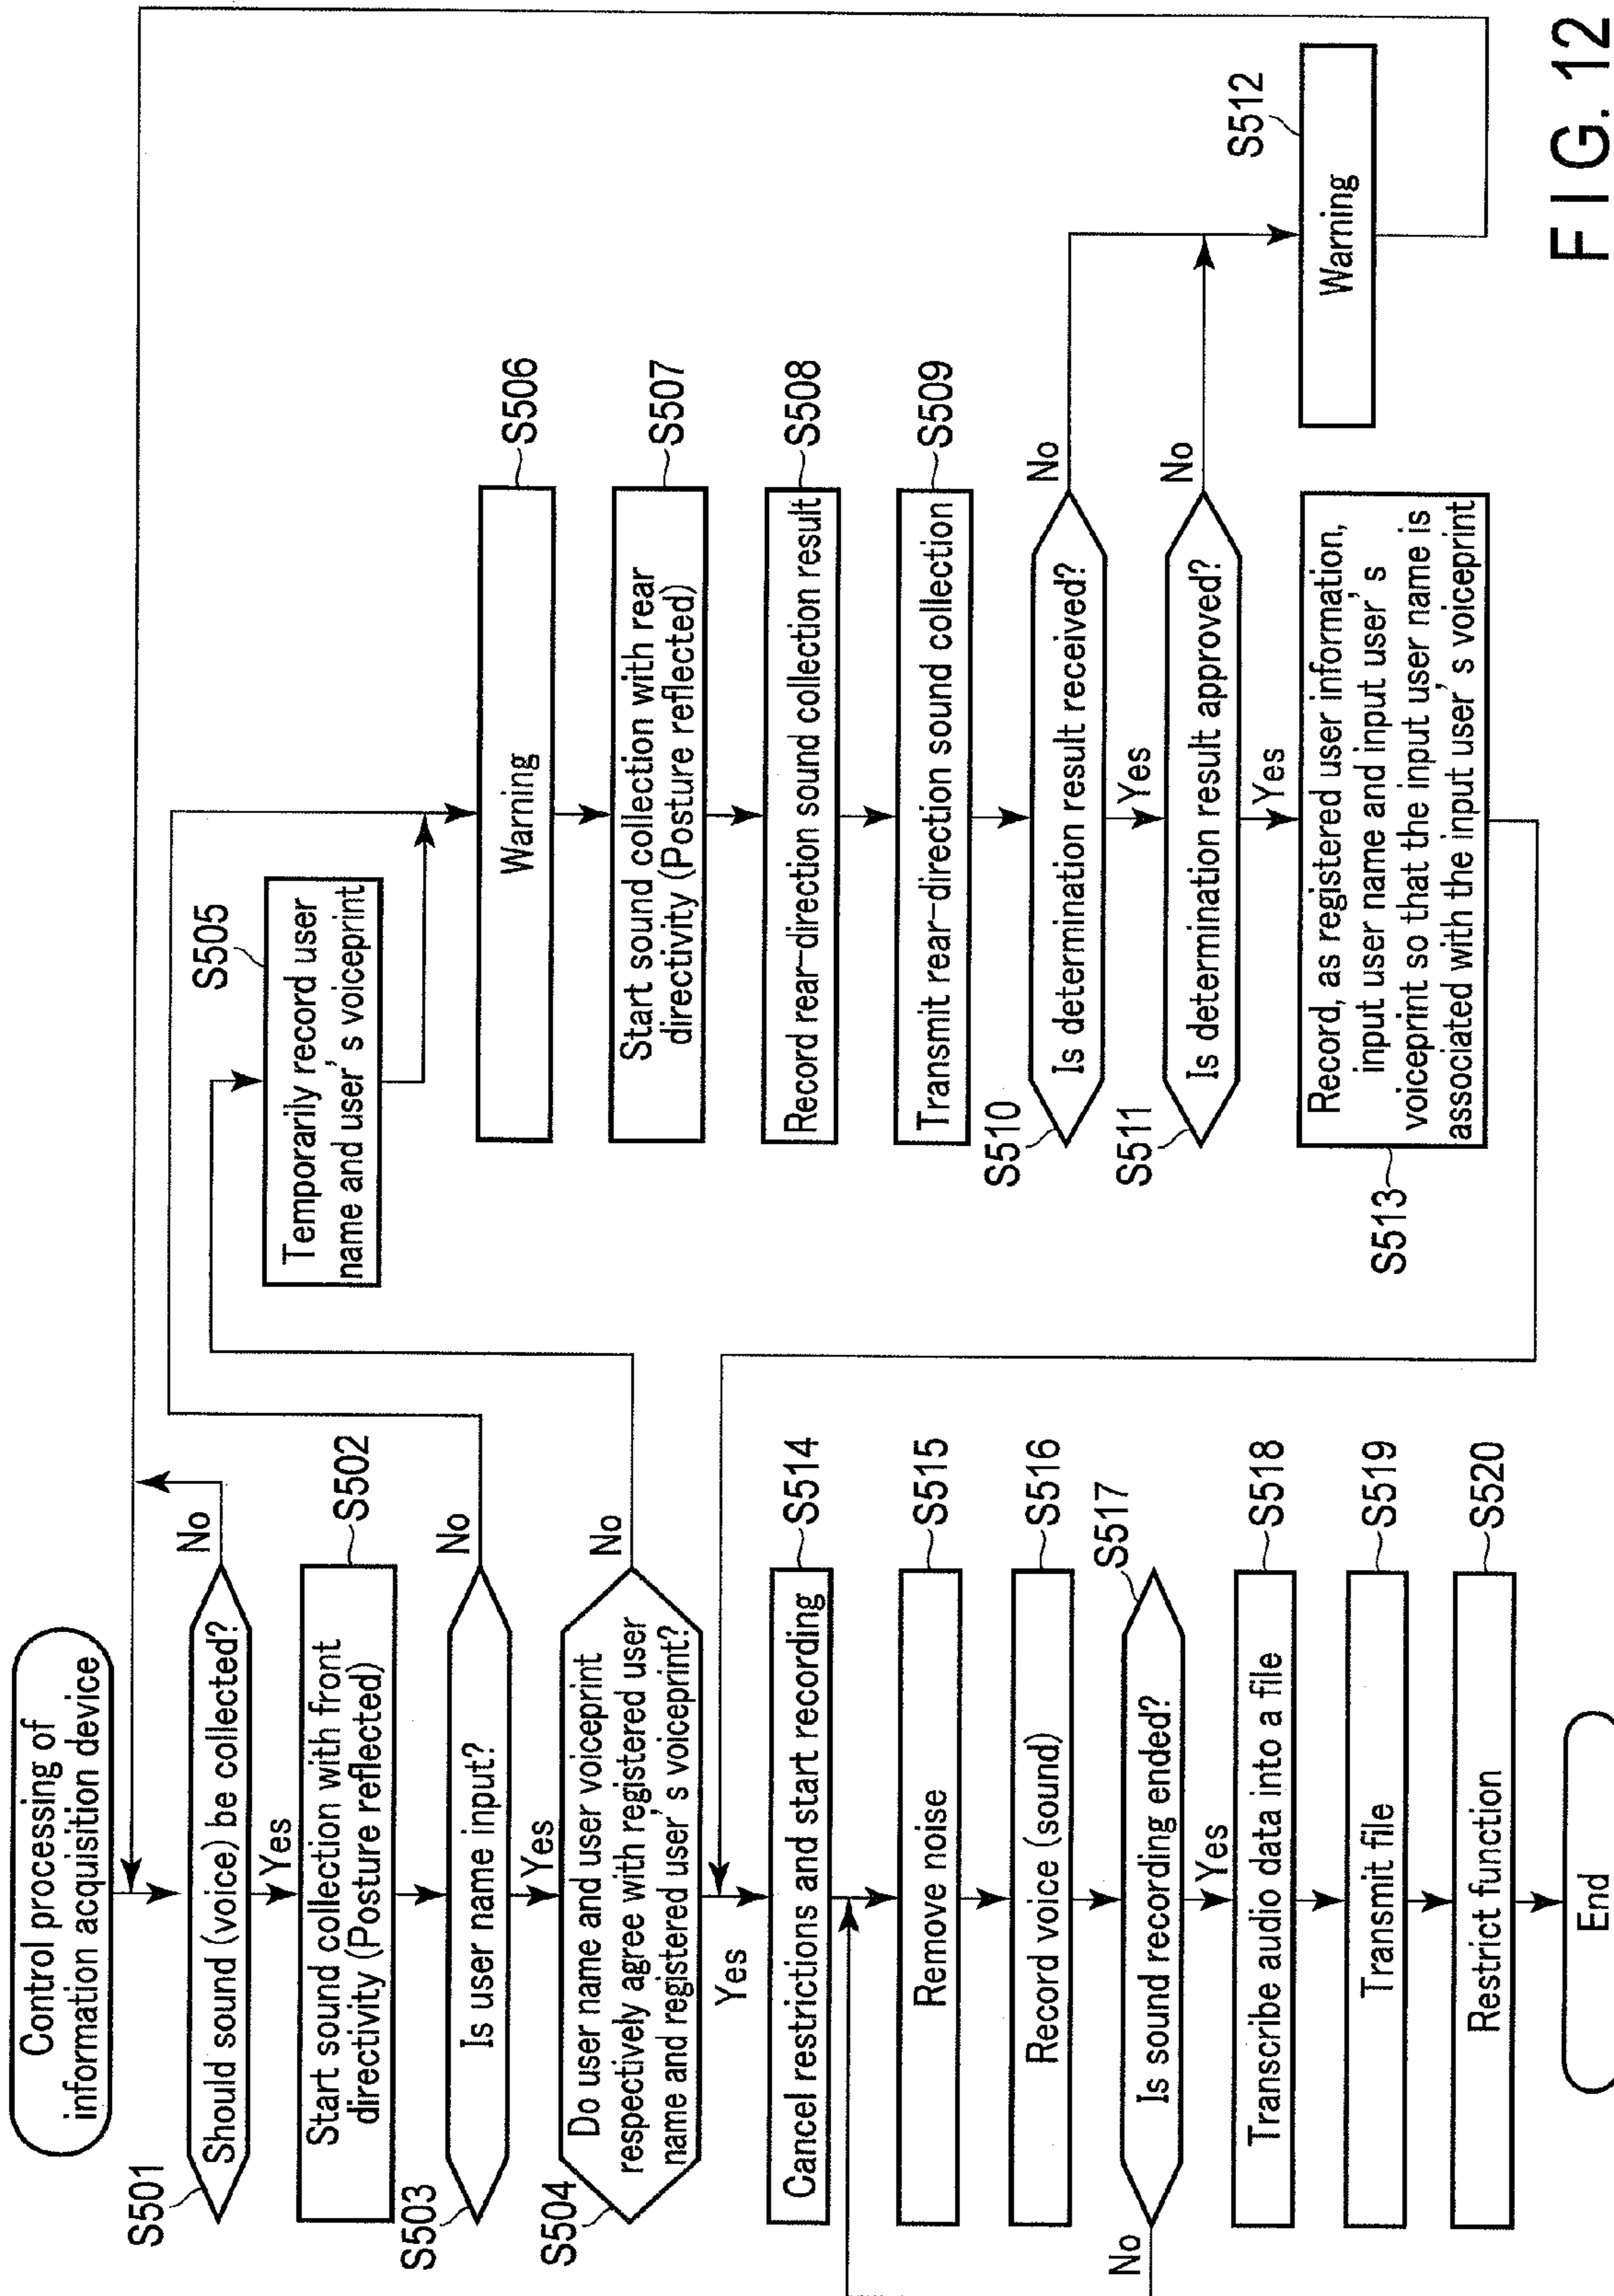 Control processing of
information acquisition device
S501
Should sound (voice) be collected?
No
Yes
Start sound collection with front
directivity (Posture reflected)
S502
S503
Is user name input?
No
Yes
S504
Do user name and user voiceprint
respectively agree with registered user
name and registered user's voiceprint?
No
Yes
S505
Temporarily record user
name and user's voiceprint
Warning
S506
Start sound collection with rear
directivity (Posture reflected)
S507
Record rear-direction sound collection result
S508
Transmit rear-direction sound collection
S509
S510
Is determination result received?
No
Yes
S511
Is determination result approved?
No
Yes
S512
Warning
S513
Record, as registered user information,
input user name and input user's
voiceprint so that the input user name is
associated with the input user's voiceprint
Cancel restrictions and start recording
S514
Remove noise
S515
Record voice (sound)
S516
Is sound recording ended?
S517
No
Yes
Transcribe audio data into a file
S518
Transmit file
S519
Restrict function
S520
End
FIG. 12